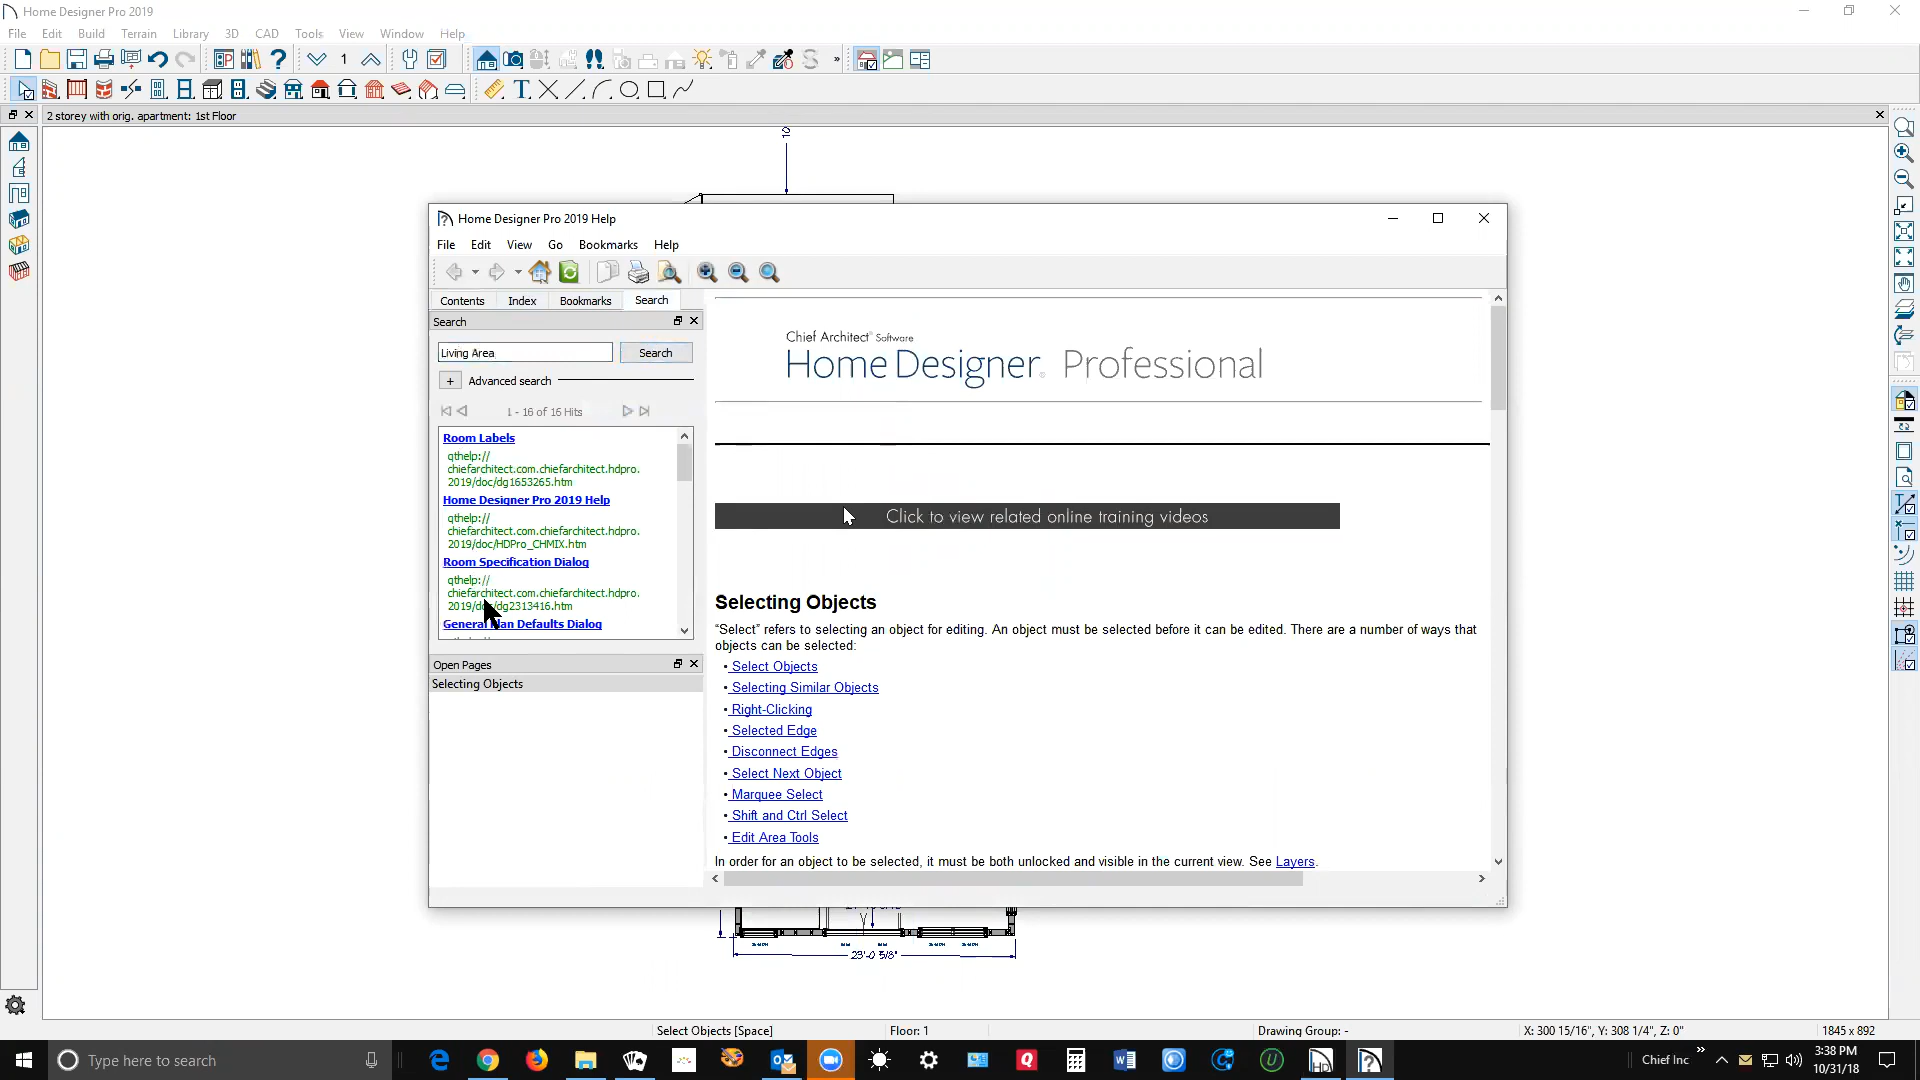 Home Designer Pro 2019
File Edit Build Terrain Library 3D CAD Tools View Window Help
1
2 storey with orig. apartment: 1st Floor
Home Designer Pro 2019 Help
File Edit View Go Bookmarks Help
Contents Index Bookmarks Search
Search
Living Area Search
+ Advanced search
1 - 16 of 16 Hits
Room Labels
qthelp://
chiefarchitect.com.chiefarchitect.hdpro.
2019/doc/dg1653265.htm
Home Designer Pro 2019 Help
qthelp://
chiefarchitect.com.chiefarchitect.hdpro.
2019/doc/HDPro_CHMIX.htm
Room Specification Dialog
qthelp://
chiefarchitect.com.chiefarchitect.hdpro.
2019/doc/dg2313416.htm
General Plan Defaults Dialog
Open Pages
Selecting Objects
Chief Architect® Software
Home Designer® Professional
Click to view related online training videos
Selecting Objects
“Select” refers to selecting an object for editing. An object must be selected before it can be edited. There are a number of ways that
objects can be selected:
• Select Objects
• Selecting Similar Objects
• Right-Clicking
• Selected Edge
• Disconnect Edges
• Select Next Object
• Marquee Select
• Shift and Ctrl Select
• Edit Area Tools
In order for an object to be selected, it must be both unlocked and visible in the current view. See Layers.
23'-0 5/8"
Select Objects [Space] Floor: 1 Drawing Group: - X: 300 15/16", Y: 308 1/4", Z: 0" 1845 x 892
Type here to search
Chief Inc
3:38 PM
10/31/18